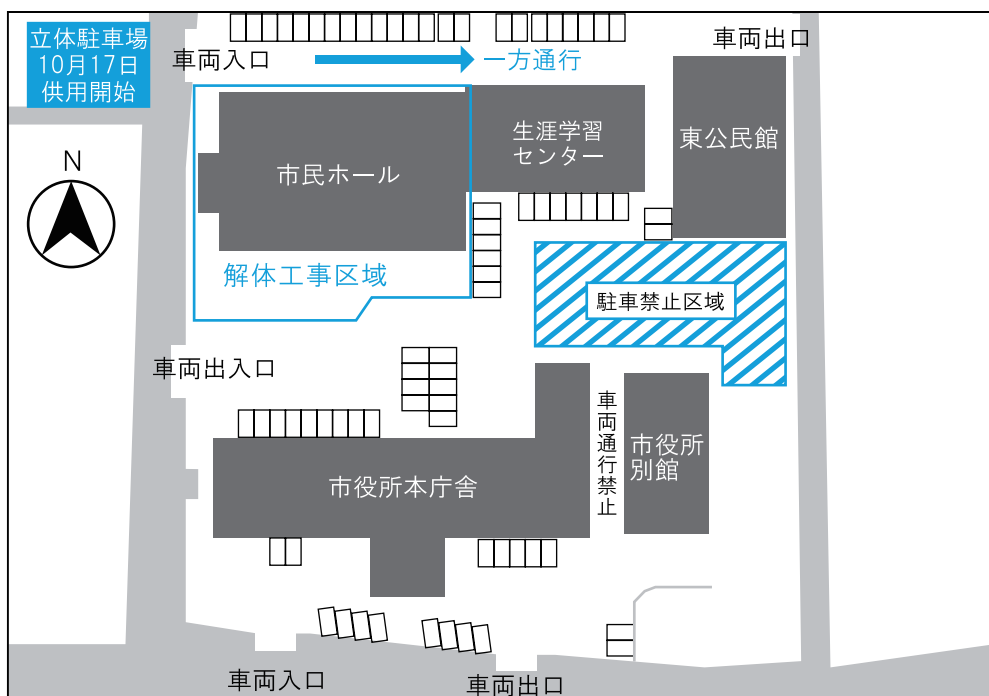 立体駐車場
10月17日
供用開始
車両入口
一方通行
車両出口
N
市民ホール
生涯学習
センター
東公民館
解体工事区域
駐車禁止区域
車両出入口
車両通行禁止
市役所
別館
市役所本庁舎
車両入口
車両出口